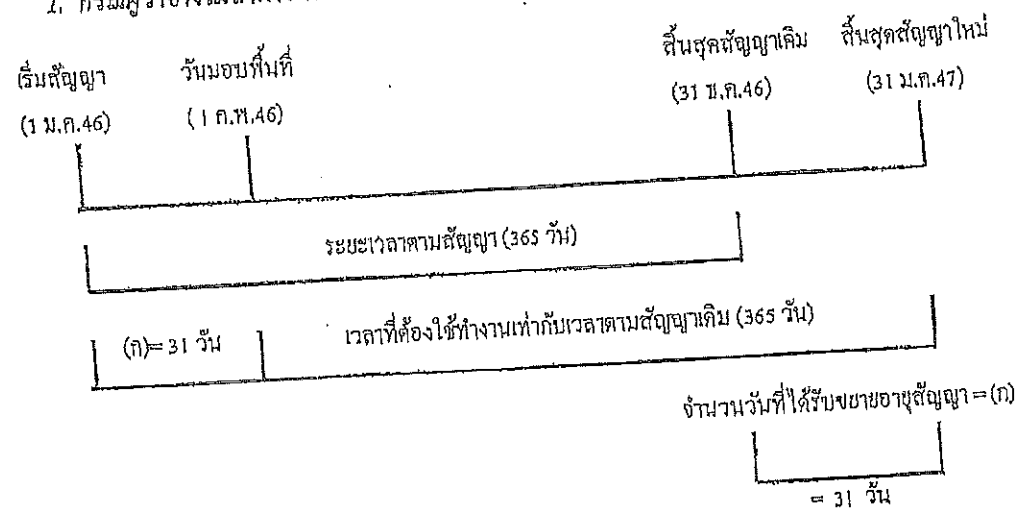 สิ้นสุดสัญญาเดิม สิ้นสุดสัญญาใหม่
เริ่มสัญญา วันมอบพื้นที่
(31 ธ.ค.46) (31 ม.ค.47)
(1 ม.ค.46) (1 ก.พ.46)
ระยะเวลาตามสัญญา (365 วัน)
(ก)= 31 วัน เวลาที่ต้องใช้ทำงานเท่ากับเวลาตามสัญญาเดิม (365 วัน)
จำนวนวันที่ได้รับขยายอายุสัญญา = (ก)
= 31 วัน